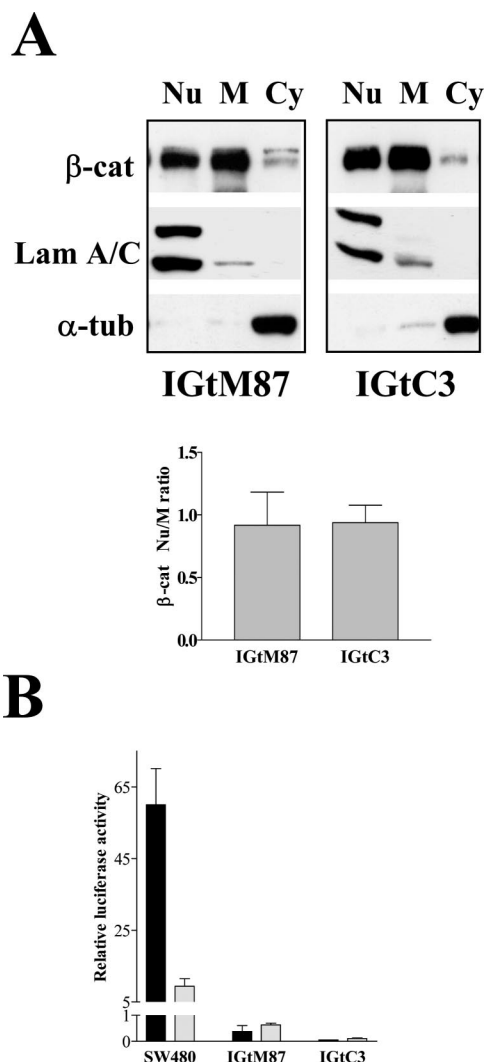 A
Nu M Cy Nu M Cy
β-cat
Lam A/C
α-tub
IGtM87 IGtC3
β-cat Nu/M ratio
1.5
1.0
0.5
0.0
IGtM87 IGtC3
B
Relative luciferase activity
65
45
25
5
1
0
SW480 IGtM87 IGtC3